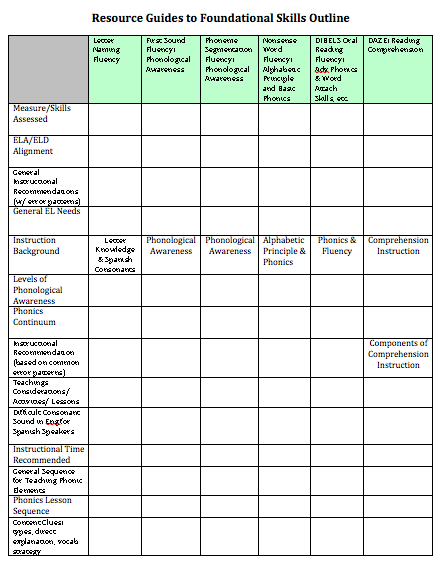 Resource Guides to Foundational Skills Outline
Letter
Naming
Fluency
First Sound
Fluency:
Phonological
Awareness
Phoneme
Segmentation
Fluency:
Phonological
Awareness
Nonsense
Word
Fluency:
Alphabetic
Principle
and Basic
Phonics
DIBELS Oral
Reading
Fluency:
Adv. Phonics
& Word
Attach
Skills, etc
DAZE: Reading
Comprehension
Measure/Skills
Assessed
ELA/ELD
Alignment
General
Instructional
Recommendations
(w/ error patterns)
General EL Needs
Instruction
Background
Letter
Knowledge
& Spanish
Consonants
Phonological
Awareness
Phonological
Awareness
Alphabetic
Principle &
Phonics
Phonics &
Fluency
Comprehension
Instruction
Levels of
Phonological
Awareness
Phonics
Continuum
Instructional
Recommendation
(based on common
error patterns)
Components of
Comprehension
Instruction
Teachings
Considerations/
Activities/ Lessons
Difficult Consonant
Sound in Eng for
Spanish Speakers
Instructional Time
Recommended
General Sequence
for Teaching Phonic
Elements
Phonics Lesson
Sequence
Content Clues:
types, direct
explanation, vocab
strategy